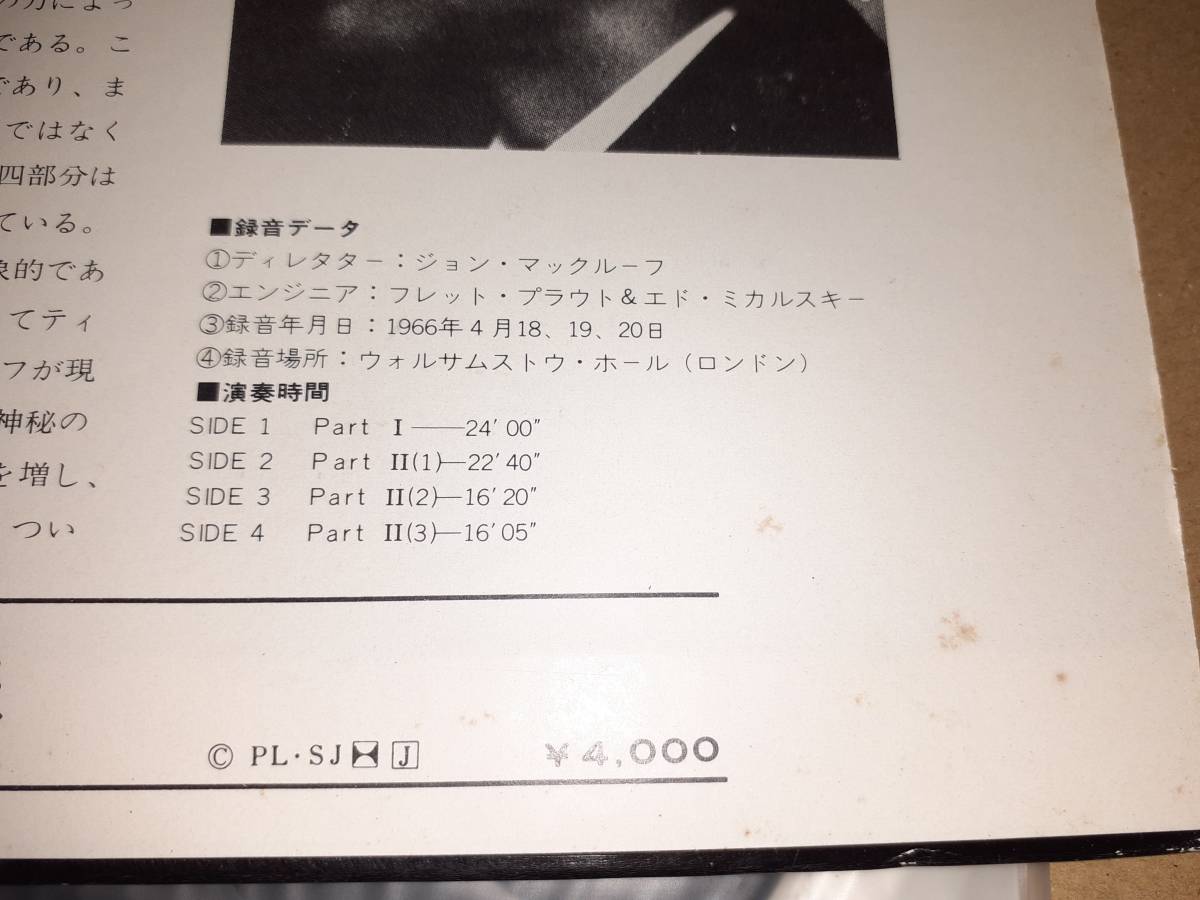 の力によっ
である。こ
であり、ま
ではなく
四部分は
ている。
象的であ
てティ
フが現
神秘の
を増し、
つい
■録音データ
①ディレタター：ジョン・マックルーフ
②エンジニア：フレット・プラウト＆エド・ミカルスキー
③録音年月日：1966年4月18、19、20日
④録音場所：ウォルサムストウ・ホール（ロンドン）
■演奏時間
SIDE 1 Part I——24′00″
SIDE 2 Part II(1)—22′40″
SIDE 3 Part II(2)—16′20″
SIDE 4 Part II(3)—16′05″
© PL・SJ J ¥4,000